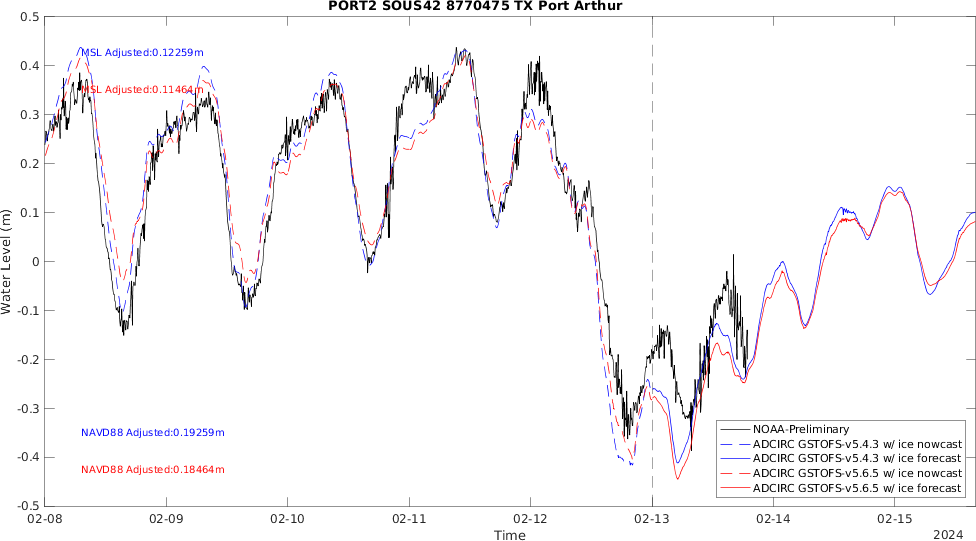 PORT2 SOUS42 8770475 TX Port Arthur
0.5
0.4
0.3
0.2
0.1
0
-0.1
-0.2
-0.3
-0.4
-0.5
Water Level (m)
MSL Adjusted:0.12259m
MSL Adjusted:0.11464m
NAVD88 Adjusted:0.19259m
NAVD88 Adjusted:0.18464m
NOAA-Preliminary
ADCIRC GSTOFS-v5.4.3 w/ ice nowcast
ADCIRC GSTOFS-v5.4.3 w/ ice forecast
ADCIRC GSTOFS-v5.6.5 w/ ice nowcast
ADCIRC GSTOFS-v5.6.5 w/ ice forecast
02-08 02-09 02-10 02-11 02-12 02-13 02-14 02-15
Time
2024